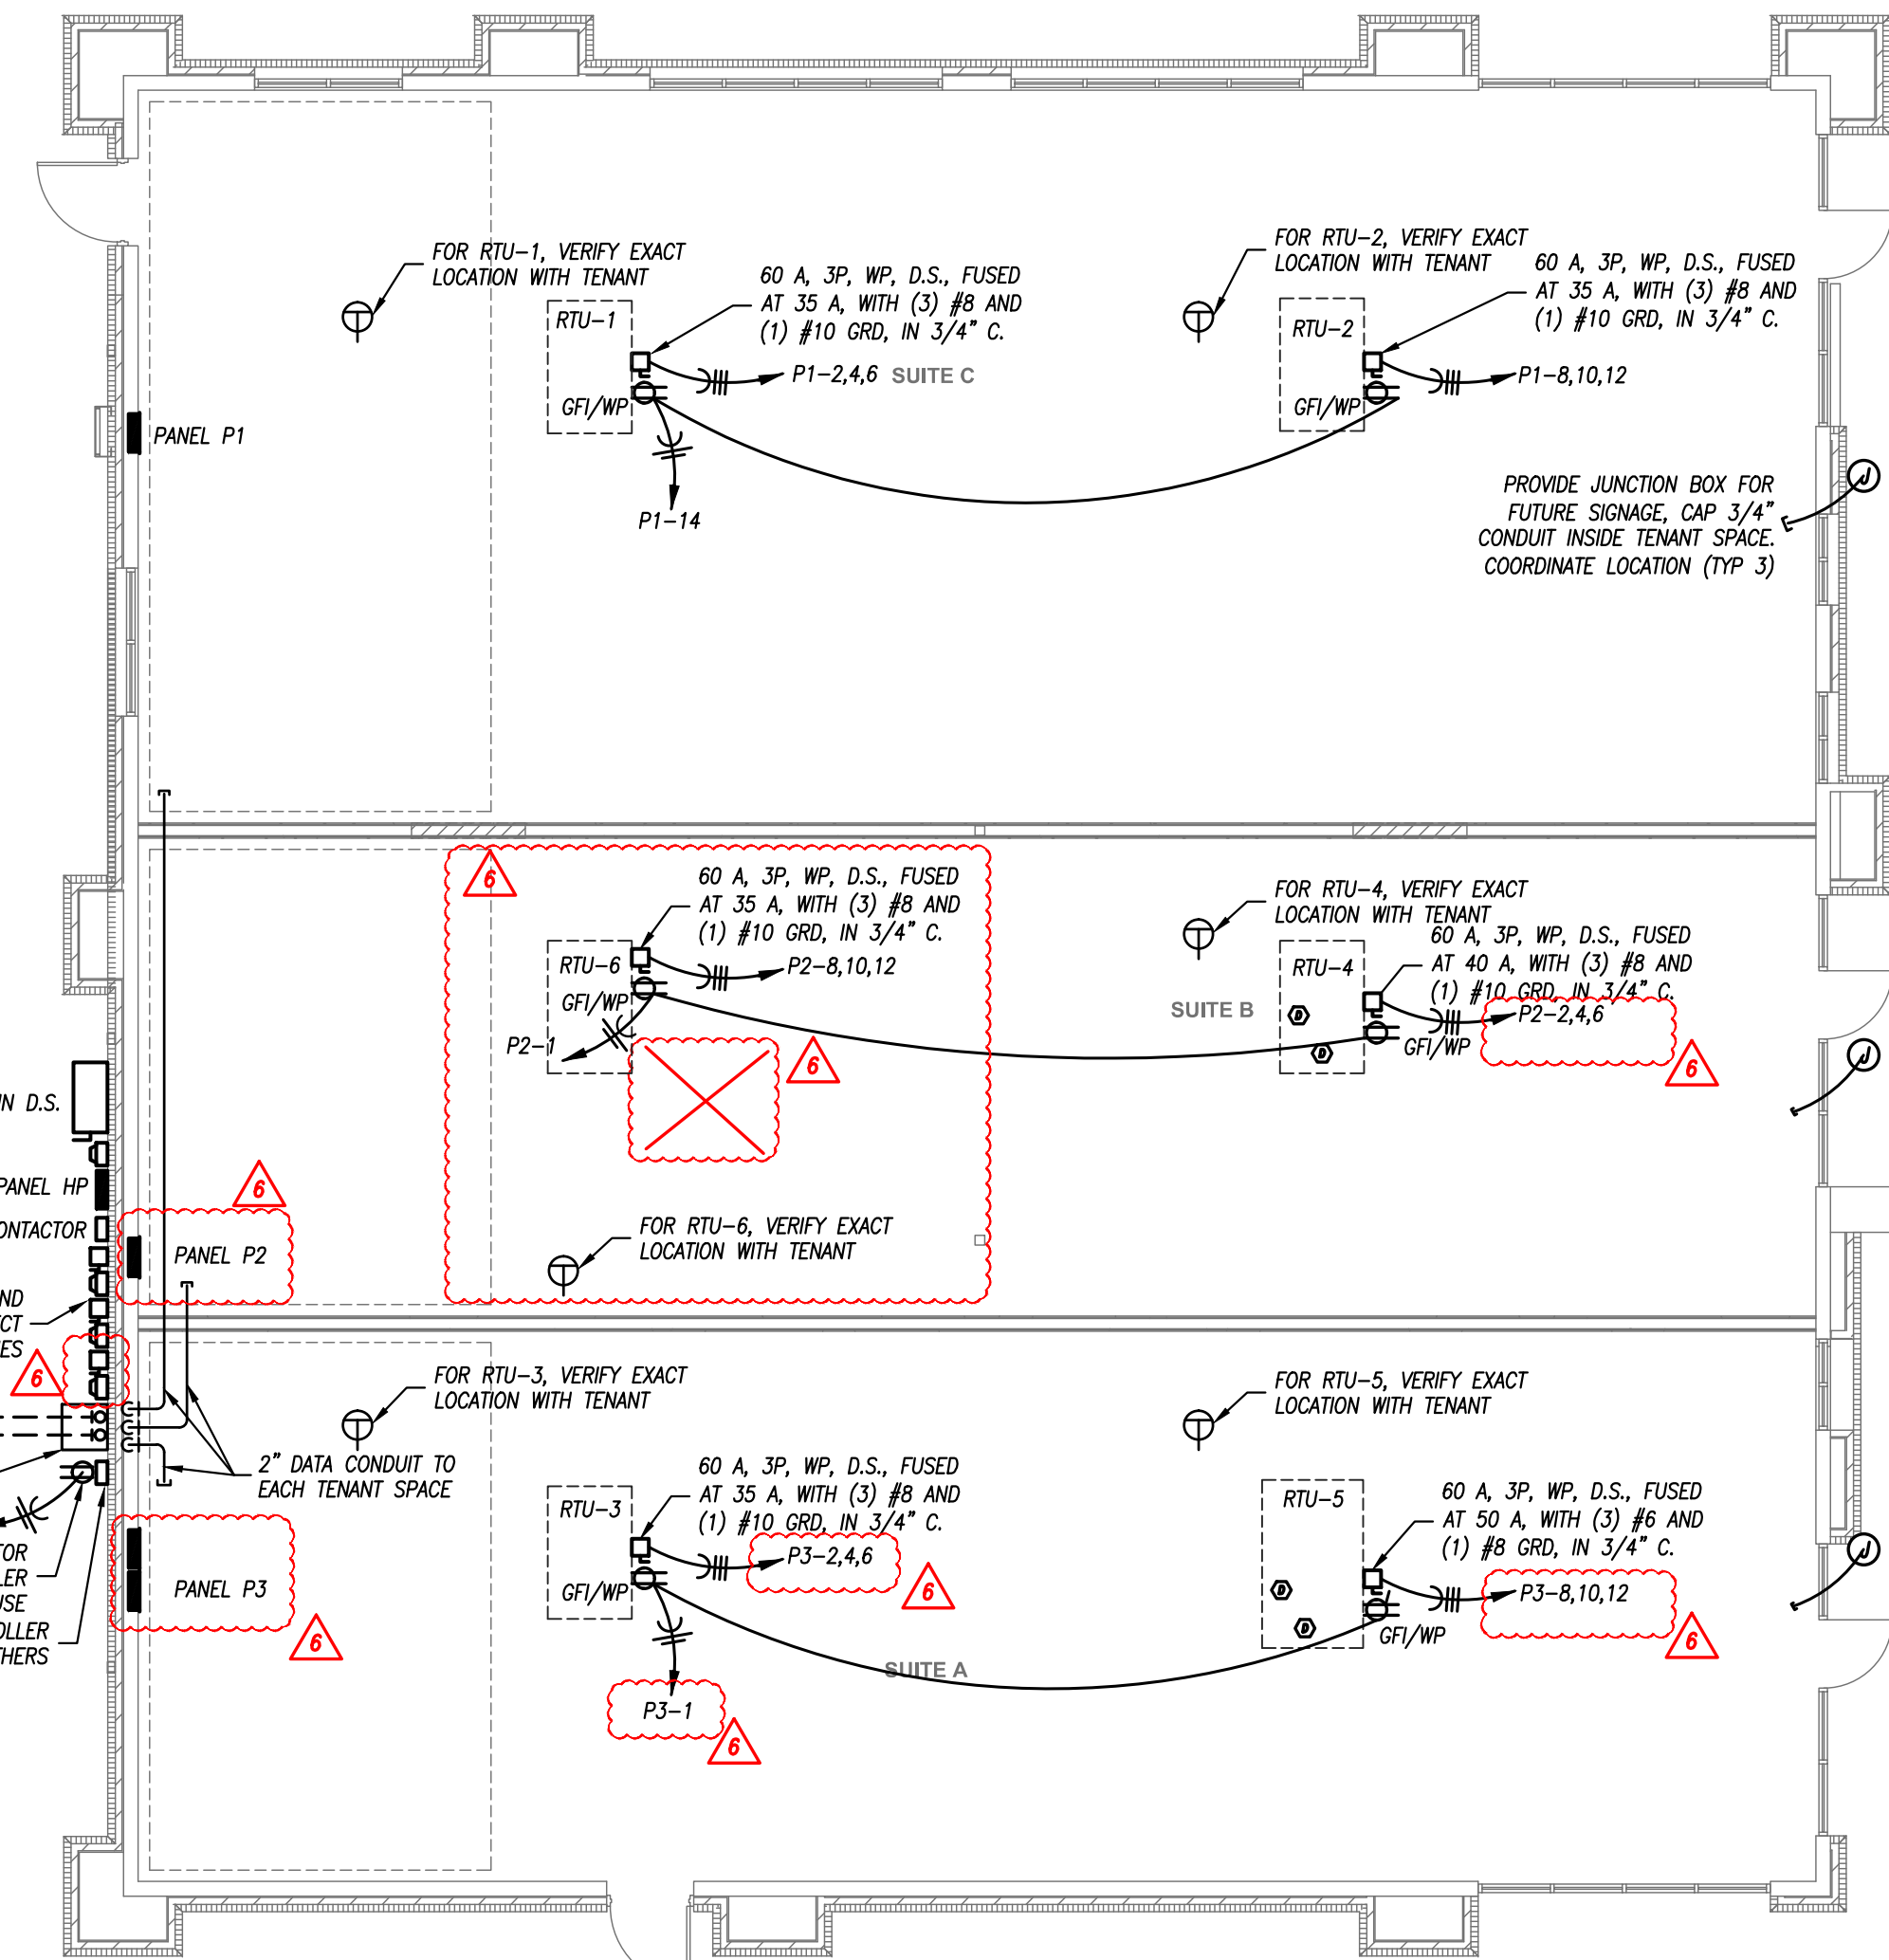 FOR RTU-1, VERIFY EXACT
LOCATION WITH TENANT
RTU-1
60 A, 3P, WP, D.S., FUSED
AT 35 A, WITH (3) #8 AND
(1) #10 GRD, IN 3/4" C.
P1-2,4,6
SUITE C
GFI/WP
P1-14
FOR RTU-2, VERIFY EXACT
LOCATION WITH TENANT
RTU-2
60 A, 3P, WP, D.S., FUSED
AT 35 A, WITH (3) #8 AND
(1) #10 GRD, IN 3/4" C.
P1-8,10,12
GFI/WP
PANEL P1
PROVIDE JUNCTION BOX FOR
FUTURE SIGNAGE, CAP 3/4"
CONDUIT INSIDE TENANT SPACE.
COORDINATE LOCATION (TYP 3)
J
6
60 A, 3P, WP, D.S., FUSED
AT 35 A, WITH (3) #8 AND
(1) #10 GRD, IN 3/4" C.
RTU-6
P2-8,10,12
GFI/WP
P2-1
6
FOR RTU-4, VERIFY EXACT
LOCATION WITH TENANT
60 A, 3P, WP, D.S., FUSED
AT 40 A, WITH (3) #8 AND
(1) #10 GRD, IN 3/4" C.
RTU-4
SUITE B
D
D
P2-2,4,6
GFI/WP
6
J
IN D.S.
PANEL HP
ONTACTOR
6
PANEL P2
FOR RTU-6, VERIFY EXACT
LOCATION WITH TENANT
ND
ECT
ES
6
FOR RTU-3, VERIFY EXACT
LOCATION WITH TENANT
2" DATA CONDUIT TO
EACH TENANT SPACE
FOR RTU-5, VERIFY EXACT
LOCATION WITH TENANT
RTU-3
60 A, 3P, WP, D.S., FUSED
AT 35 A, WITH (3) #8 AND
(1) #10 GRD, IN 3/4" C.
P3-2,4,6
6
GFI/WP
RTU-5
60 A, 3P, WP, D.S., FUSED
AT 50 A, WITH (3) #6 AND
(1) #8 GRD, IN 3/4" C.
D
D
P3-8,10,12
GFI/WP
6
J
TOR
LER
USE
OLLER
THERS
PANEL P3
6
SUITE A
P3-1
6